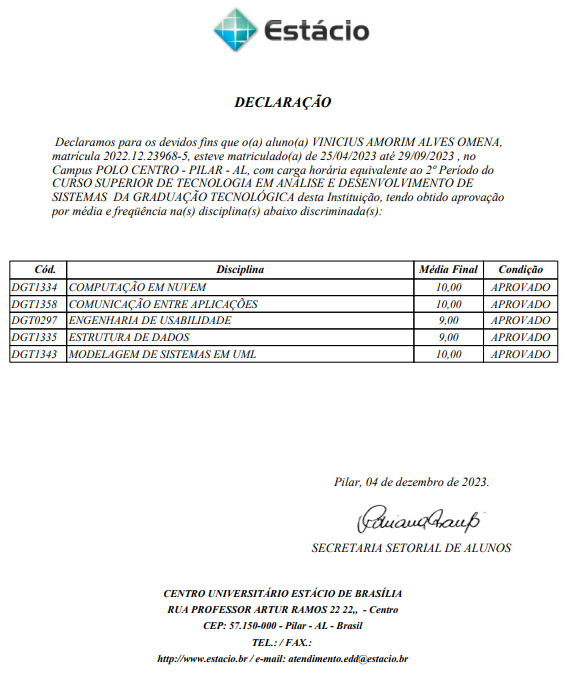 Estácio
DECLARAÇÃO
Declaramos para os devidos fins que o(a) aluno(a) VINICIUS AMORIM ALVES OMENA,
matrícula 2022.12.23968-5, esteve matriculado(a) de 25/04/2023 até 29/09/2023 , no
Campus POLO CENTRO - PILAR - AL, com carga horária equivalente ao 2º Período do
CURSO SUPERIOR DE TECNOLOGIA EM ANÁLISE E DESENVOLVIMENTO DE
SISTEMAS DA GRADUAÇÃO TECNOLÓGICA desta Instituição, tendo obtido aprovação
por média e freqüência na(s) disciplina(s) abaixo discriminada(s):
Cód. Disciplina Média Final Condição
DGT1334 COMPUTAÇÃO EM NUVEM 10,00 APROVADO
DGT1358 COMUNICAÇÃO ENTRE APLICAÇÕES 10,00 APROVADO
DGT0297 ENGENHARIA DE USABILIDADE 9,00 APROVADO
DGT1335 ESTRUTURA DE DADOS 9,00 APROVADO
DGT1343 MODELAGEM DE SISTEMAS EM UML 10,00 APROVADO
Pilar, 04 de dezembro de 2023.
SECRETARIA SETORIAL DE ALUNOS
CENTRO UNIVERSITÁRIO ESTÁCIO DE BRASÍLIA
RUA PROFESSOR ARTUR RAMOS 22 22,, - Centro
CEP: 57.150-000 - Pilar - AL - Brasil
TEL.: / FAX.:
http://www.estacio.br / e-mail: atendimento.edd@estacio.br